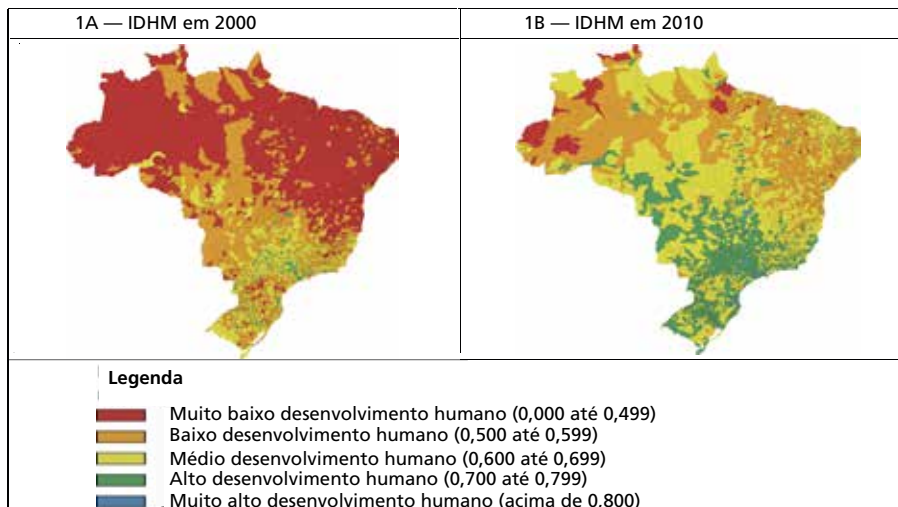 1A — IDHM em 2000
1B — IDHM em 2010
Legenda
Muito baixo desenvolvimento humano (0,000 até 0,499)
Baixo desenvolvimento humano (0,500 até 0,599)
Médio desenvolvimento humano (0,600 até 0,699)
Alto desenvolvimento humano (0,700 até 0,799)
Muito alto desenvolvimento humano (acima de 0,800)